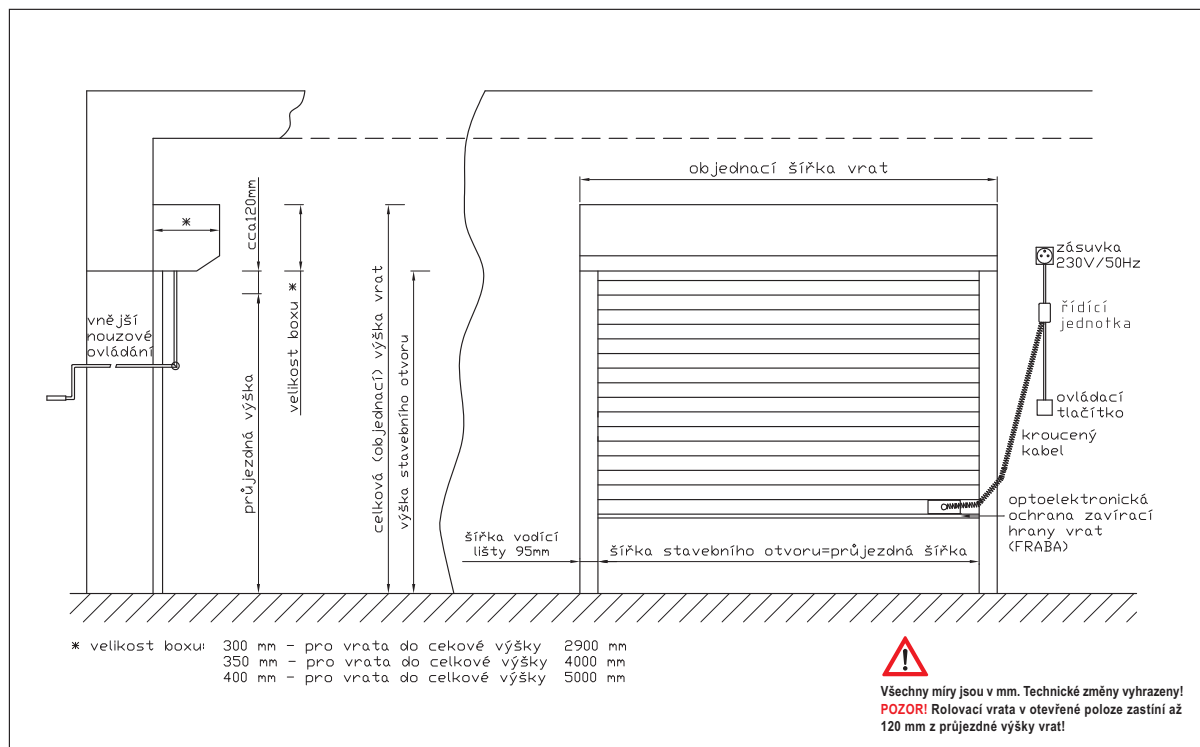 objednací šířka vrat
*
cca120mm
velikost boxu *
celková (objednací) výška vrat
výška stavebního otvoru
průjezdná výška
vnější
nouzové
ovládání
zásuvka
230V/50Hz
řídící
jednotka
ovládací
tlačítko
kroucený
kabel
optoelektronická
ochrana zavírací
hrany vrat
(FRABA)
šířka vodící
lišty 95mm
šířka stavebního otvoru=průjezdná šířka
* velikost boxu: 300 mm - pro vrata do cekové výšky 2900 mm
350 mm - pro vrata do celkové výšky 4000 mm
400 mm - pro vrata do celkové výšky 5000 mm
Všechny míry jsou v mm. Technické změny vyhrazeny!
POZOR! Rolovací vrata v otevřené poloze zastíní až
120 mm z průjezdné výšky vrat!